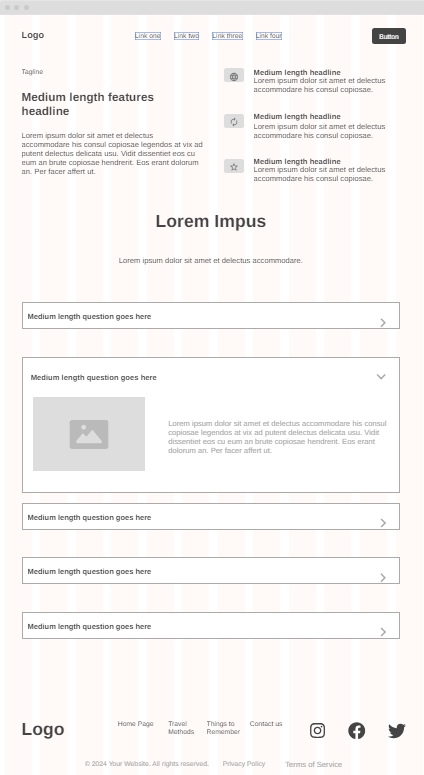 Logo
Link one Link two Link three Link four
Button
Tagline
Medium length features
headline
Lorem ipsum dolor sit amet detectus
accommodare his consul copiosae legendos at vix ad
putent delectus delicata usu. Vidit dissentiet eos cu
eum an brute copiosae hendrerit. Eos erant dolorum
an. Per facer affert ut.
Medium length headline
Lorem ipsum dolor sit amet et delectus
accommodare his consul copiosae.
Medium length headline
Lorem ipsum dolor sit amet et delectus
accommodare his consul copiosae.
Medium length headline
Lorem ipsum dolor sit amet et delectus
accommodare his consul copiosae.
Lorem Impus
Lorem ipsum dolor sit amet et delectus accommodare.
Medium length question goes here
Medium length question goes here
Lorem ipsum dolor sit amet detectus accommodare his consul
copiosae legendos at vix ad putent delectus delicata usu. Vidit
dissentiet eos cu eum an brute copiosae hendrerit. Eos erant
dolorum an. Per facer affert ut.
Medium length question goes here
Medium length question goes here
Medium length question goes here
Logo
Home Page
Travel
Methods
Things to
Remember
Contact us
© 2024 Your Website. All rights reserved. Privacy Policy Terms of Service